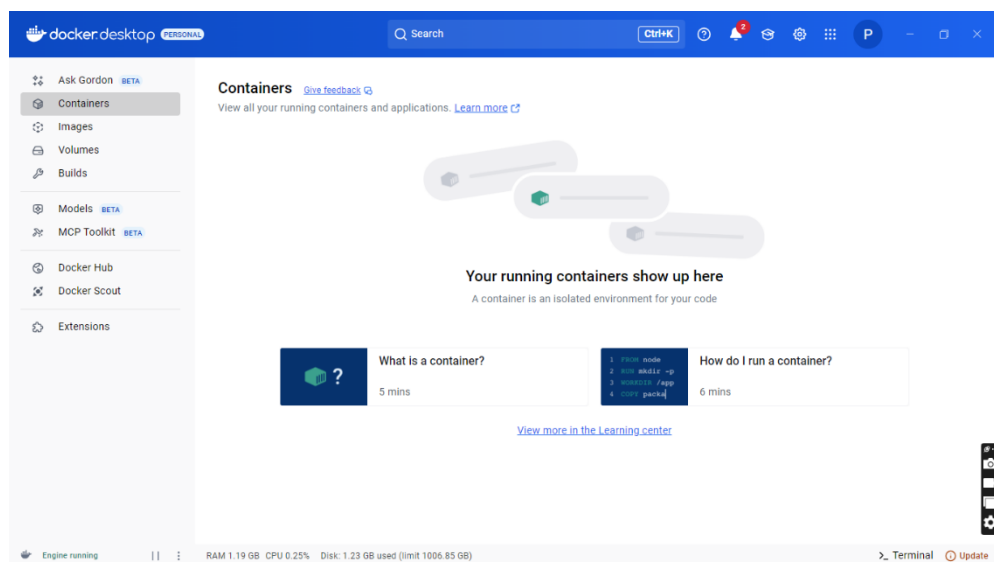 docker.desktop PERSONAL
Search
Ctrl+K
2
P
Ask Gordon BETA
Containers
Images
Volumes
Builds
Models BETA
MCP Toolkit BETA
Docker Hub
Docker Scout
Extensions
Containers Give feedback
View all your running containers and applications. Learn more
Your running containers show up here
A container is an isolated environment for your code
?
What is a container?
5 mins
1 FROM node
2 RUN mkdir -p
3 WORKDIR /app
4 COPY packa
How do I run a container?
6 mins
View more in the Learning center
Engine running
RAM 1.19 GB CPU 0.25% Disk: 1.23 GB used (limit 1006.85 GB)
>_ Terminal
Update